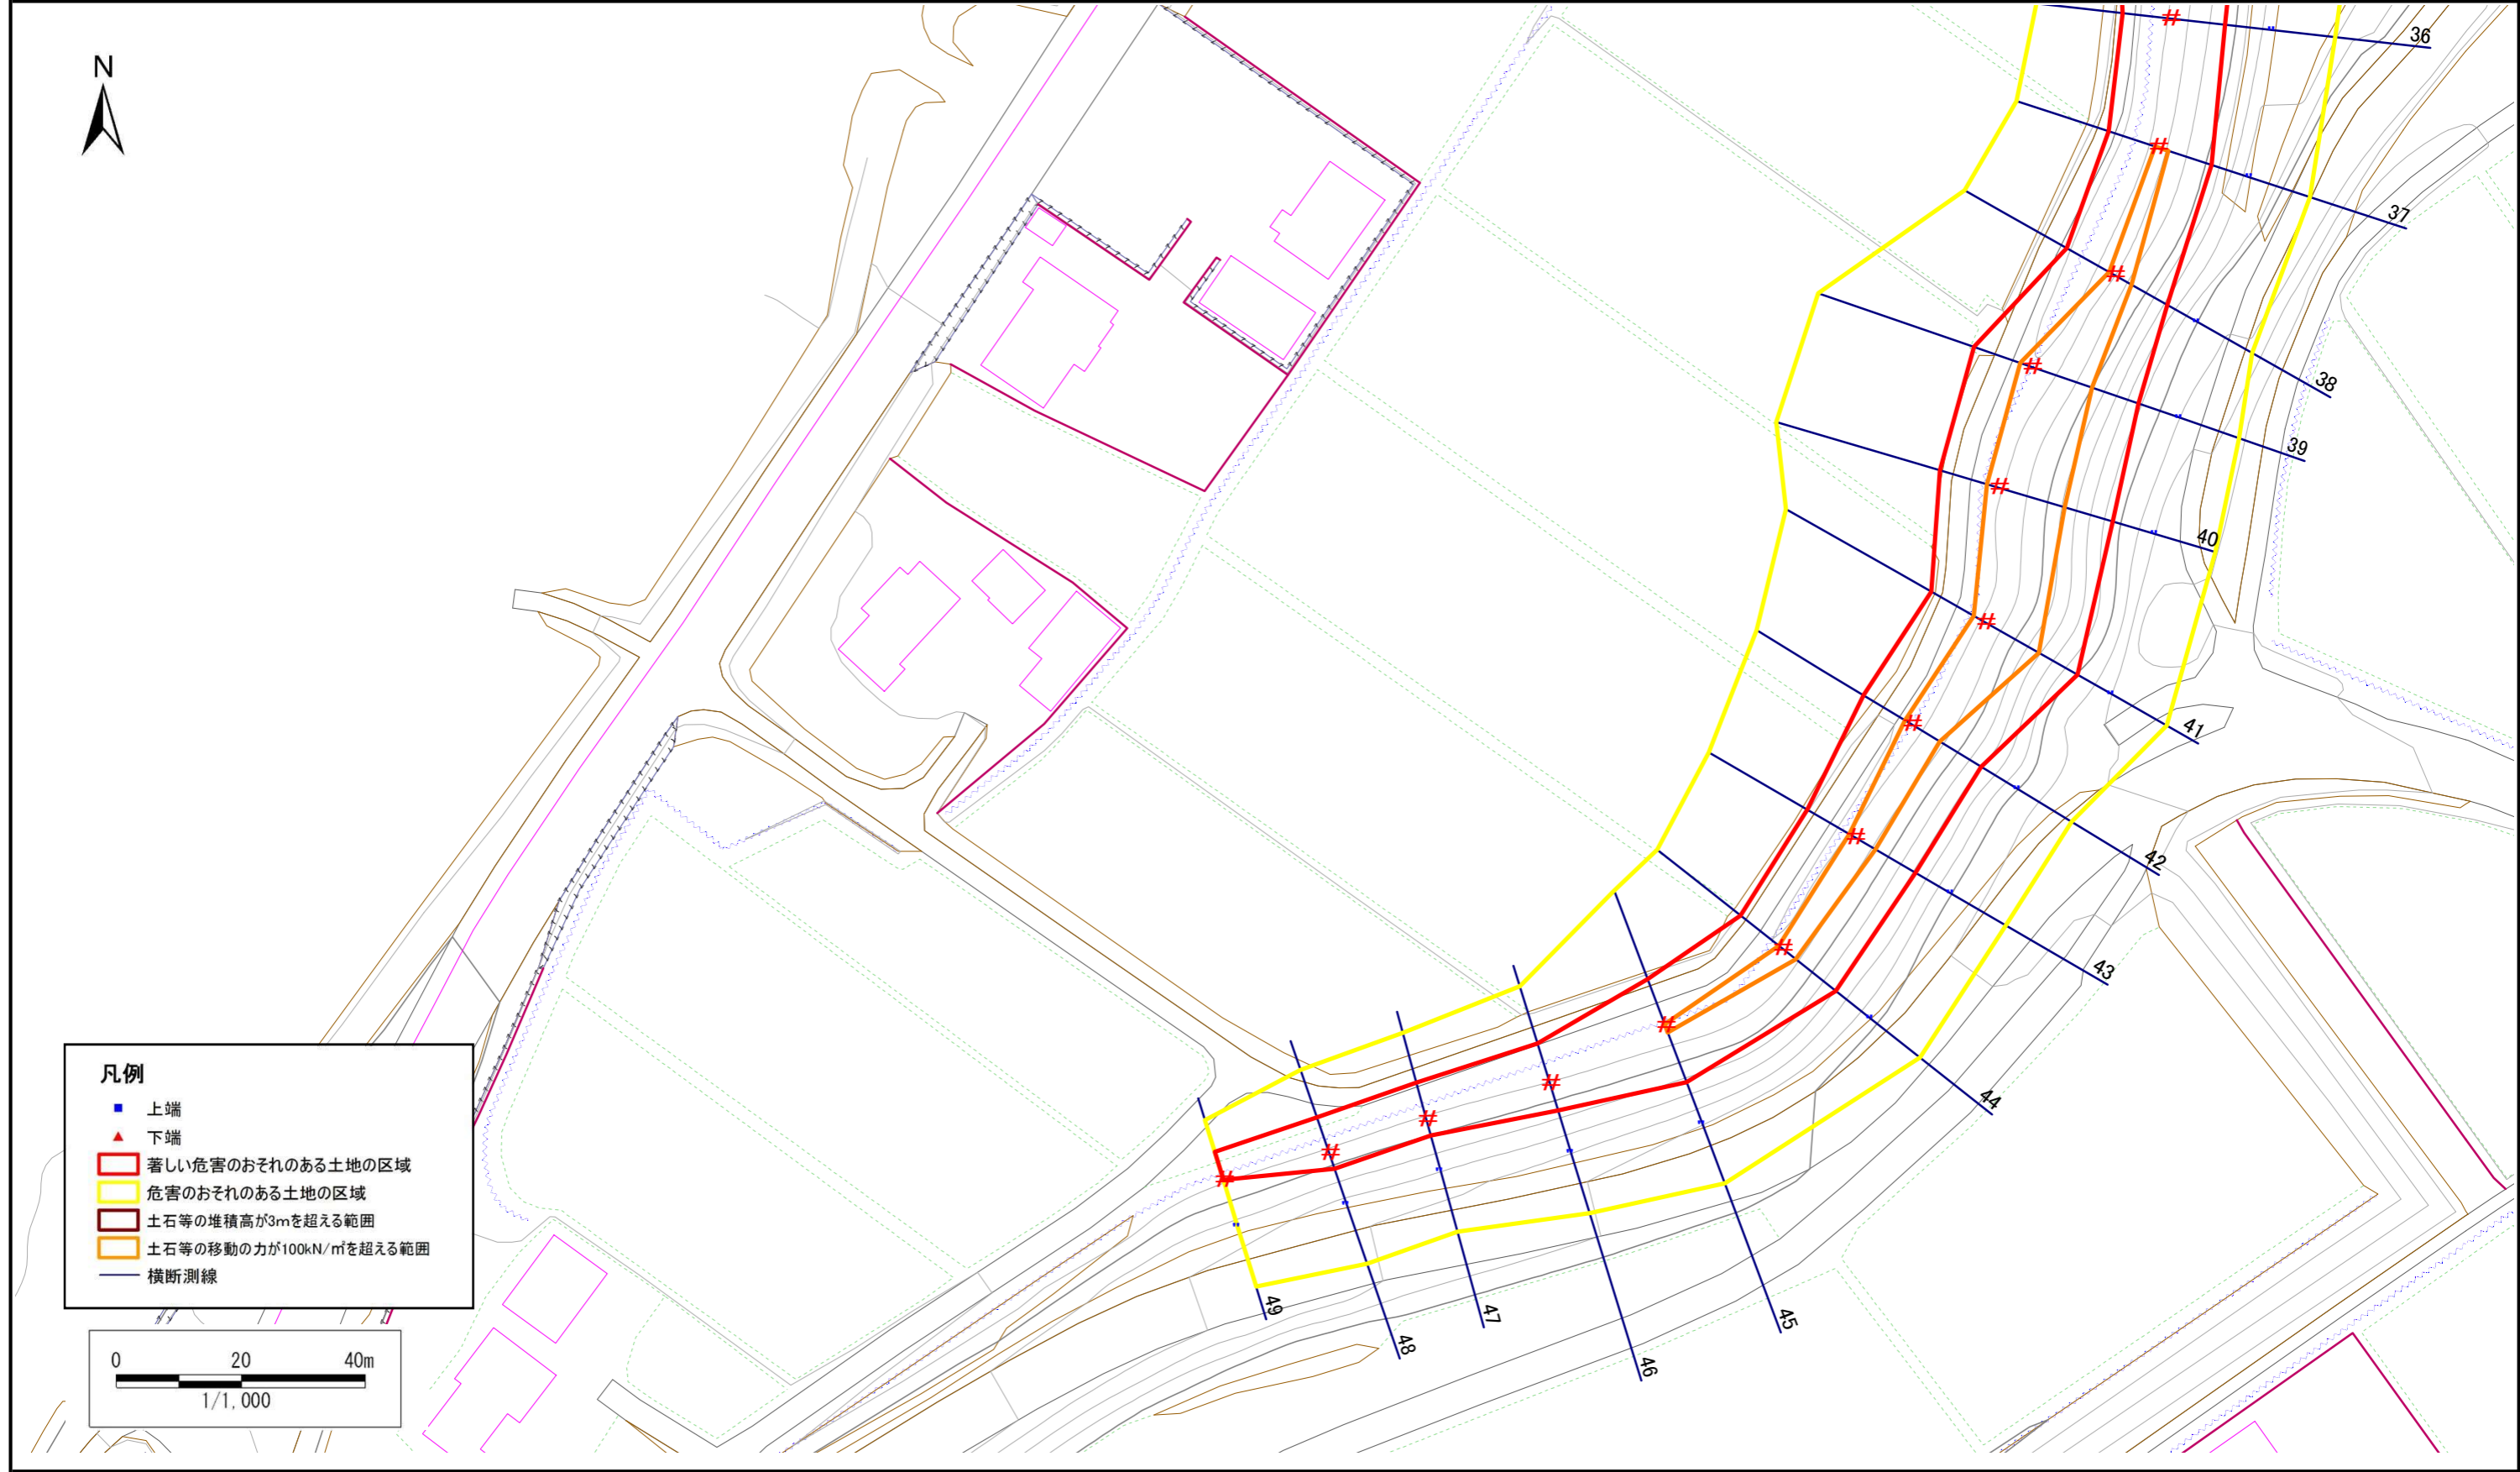 N
36
37
38
39
40
41
42
43
44
45
46
47
48
49
凡例
上端
下端
著しい危害のおそれのある土地の区域
危害のおそれのある土地の区域
土石等の堆積高が3mを超える範囲
土石等の移動の力が100kN/㎡を超える範囲
横断測線
0 20 40m
1/1,000